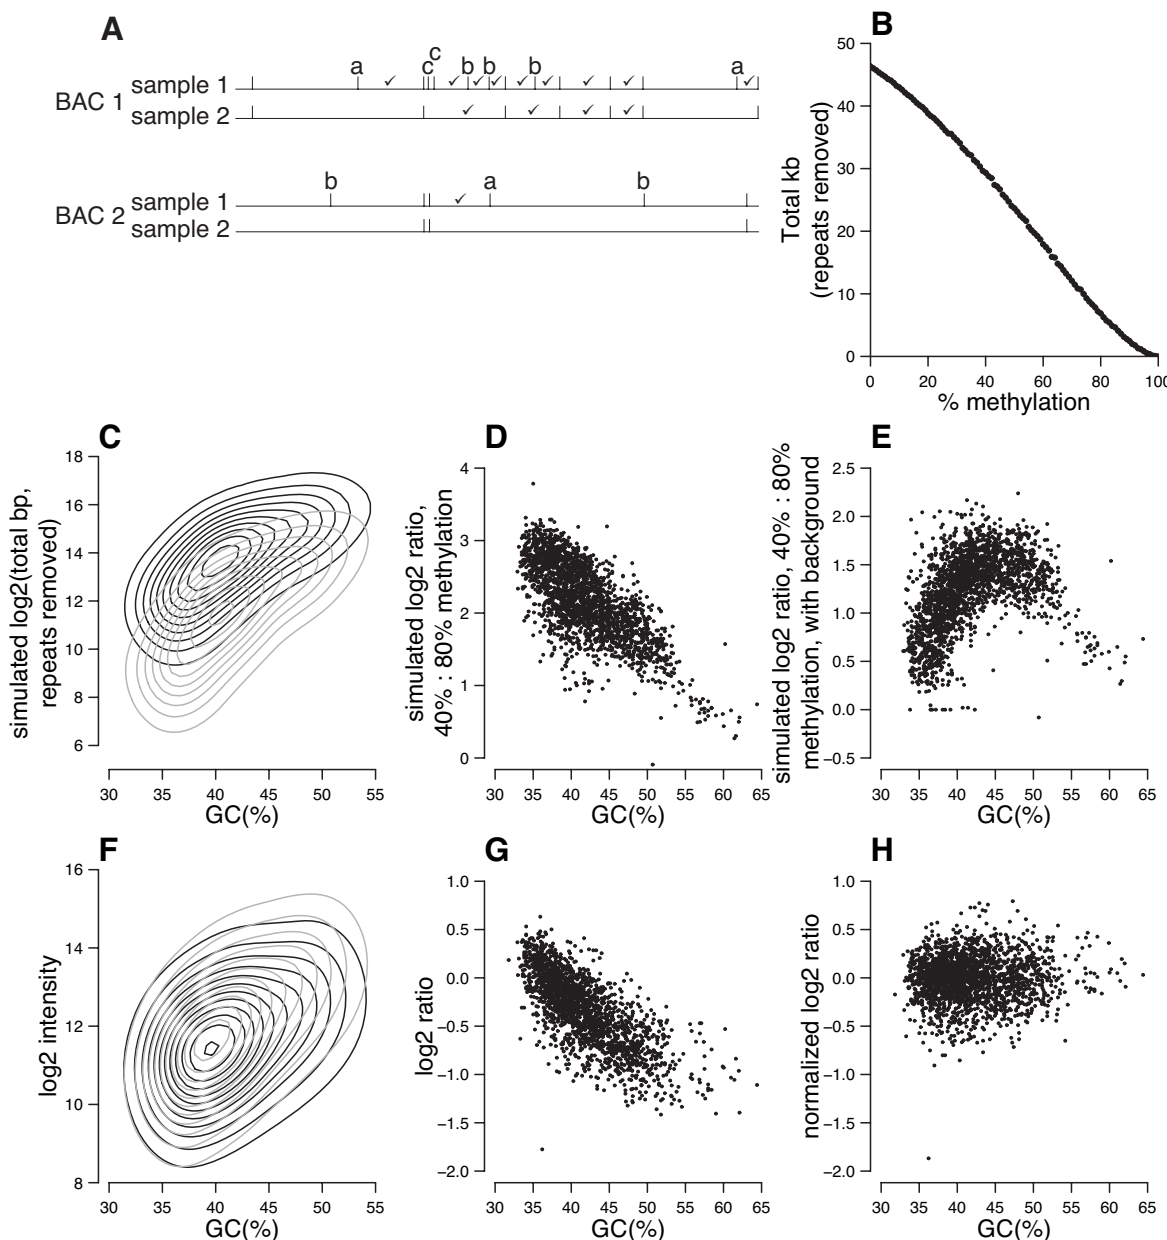 A
B
c
a c b b b a
sample 1
BAC 1
sample 2
b a b
sample 1
BAC 2
sample 2
Total kb
(repeats removed)
50
40
30
20
10
0
0 20 40 60 80 100
% methylation
C
simulated log2(total bp,
repeats removed)
18
16
14
12
10
8
6
30 35 40 45 50 55
GC(%)
D
simulated log2 ratio,
40% : 80% methylation
4
3
2
1
0
30 35 40 45 50 55 60 65
GC(%)
E
simulated log2 ratio, 40% : 80%
methylation, with background
2.5
2.0
1.5
1.0
0.5
0.0
−0.5
30 35 40 45 50 55 60 65
GC(%)
F
log2 intensity
16
14
12
10
8
30 35 40 45 50 55
GC(%)
G
log2 ratio
1.0
0.5
0.0
−0.5
−1.0
−1.5
−2.0
30 35 40 45 50 55 60 65
GC(%)
H
normalized log2 ratio
1.0
0.5
0.0
−0.5
−1.0
−1.5
−2.0
30 35 40 45 50 55 60 65
GC(%)